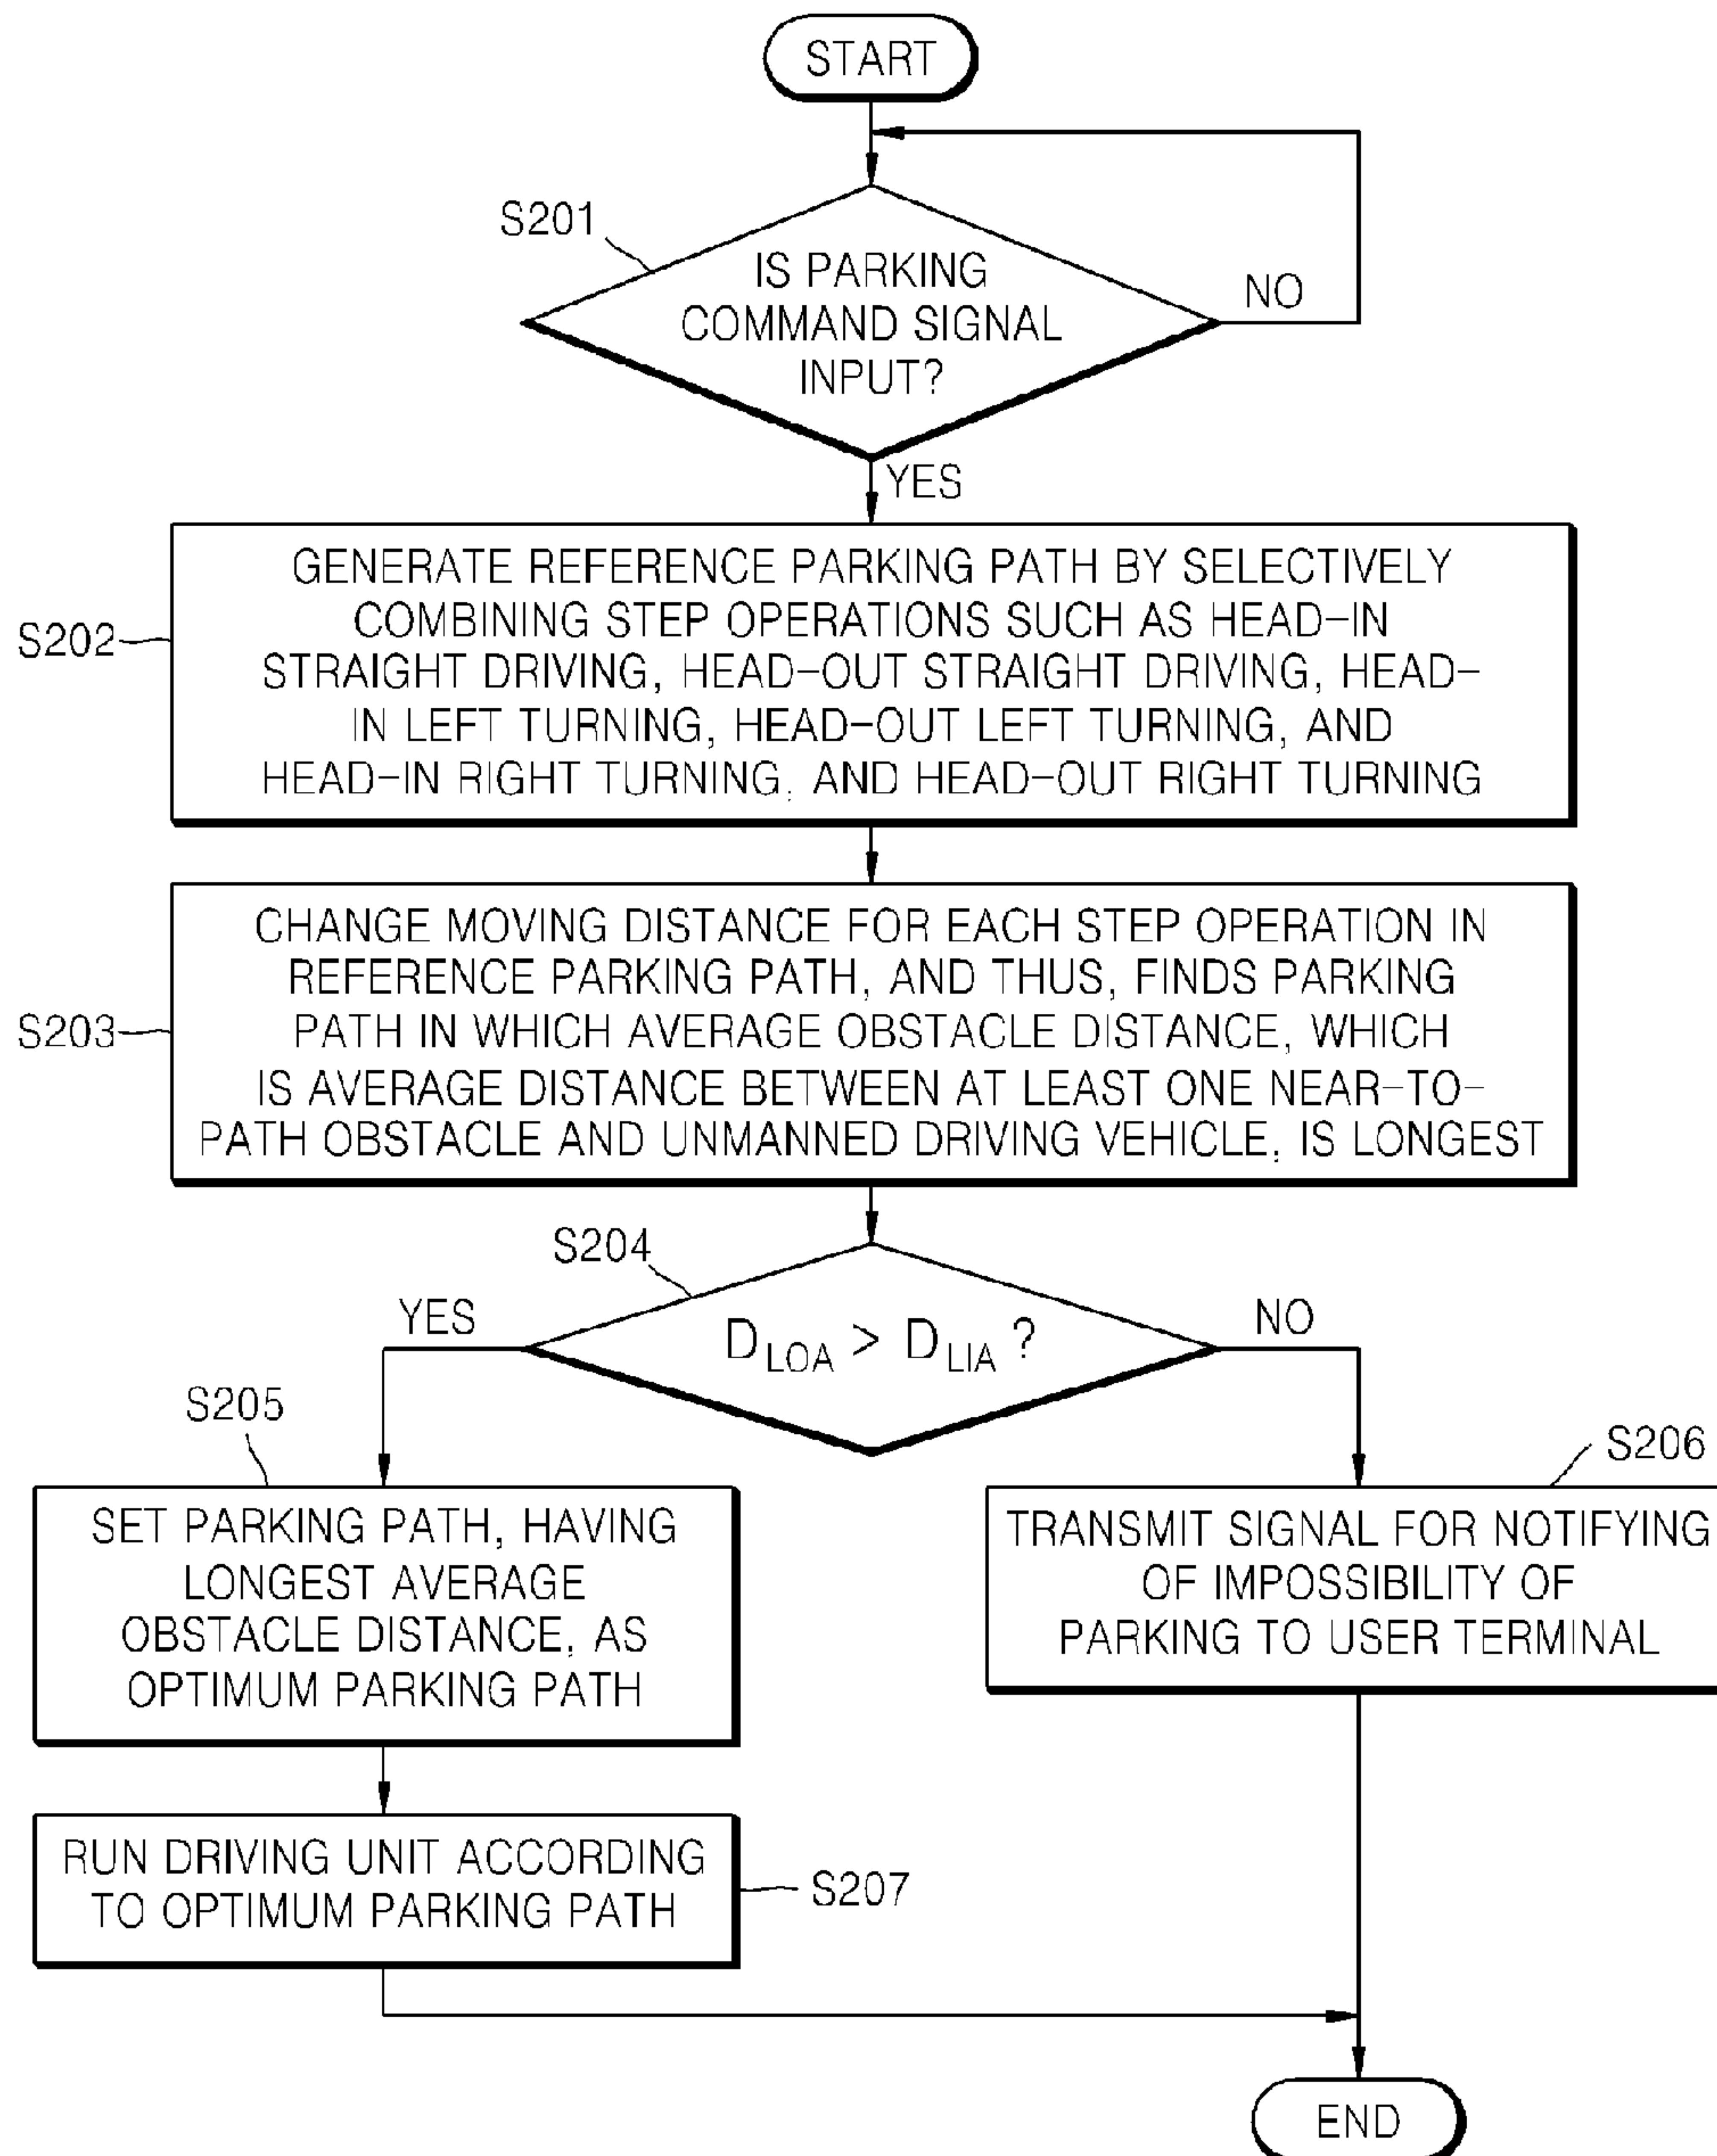 START
S201
IS PARKING
COMMAND SIGNAL
INPUT?
NO
YES
S202
GENERATE REFERENCE PARKING PATH BY SELECTIVELY
COMBINING STEP OPERATIONS SUCH AS HEAD-IN
STRAIGHT DRIVING, HEAD-OUT STRAIGHT DRIVING, HEAD-
IN LEFT TURNING, HEAD-OUT LEFT TURNING, AND
HEAD-IN RIGHT TURNING, AND HEAD-OUT RIGHT TURNING
S203
CHANGE MOVING DISTANCE FOR EACH STEP OPERATION IN
REFERENCE PARKING PATH, AND THUS, FINDS PARKING
PATH IN WHICH AVERAGE OBSTACLE DISTANCE, WHICH
IS AVERAGE DISTANCE BETWEEN AT LEAST ONE NEAR-TO-
PATH OBSTACLE AND UNMANNED DRIVING VEHICLE, IS LONGEST
S204
YES
D_LOA > D_LIA ?
NO
S205
SET PARKING PATH, HAVING
LONGEST AVERAGE
OBSTACLE DISTANCE, AS
OPTIMUM PARKING PATH
S206
TRANSMIT SIGNAL FOR NOTIFYING
OF IMPOSSIBILITY OF
PARKING TO USER TERMINAL
RUN DRIVING UNIT ACCORDING
TO OPTIMUM PARKING PATH
S207
END